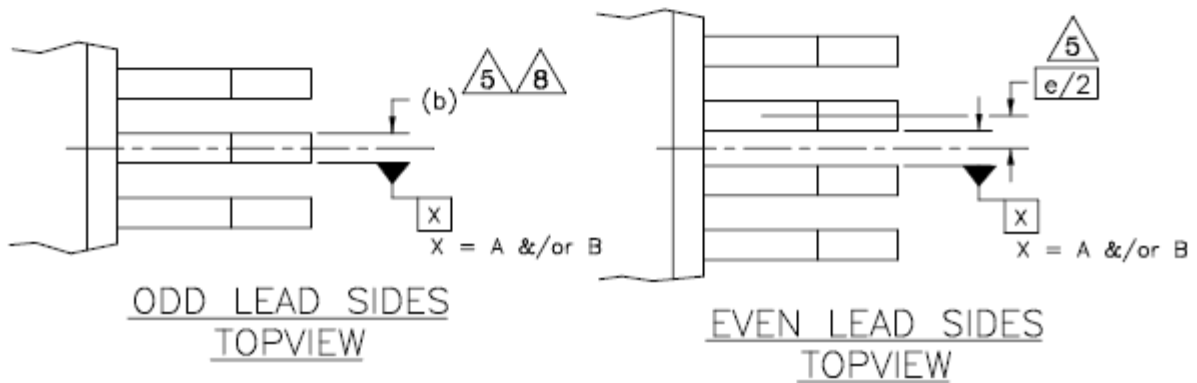 (b) 5 8
X
X = A &/or B
ODD LEAD SIDES
TOPVIEW
5
e/2
X
X = A &/or B
EVEN LEAD SIDES
TOPVIEW